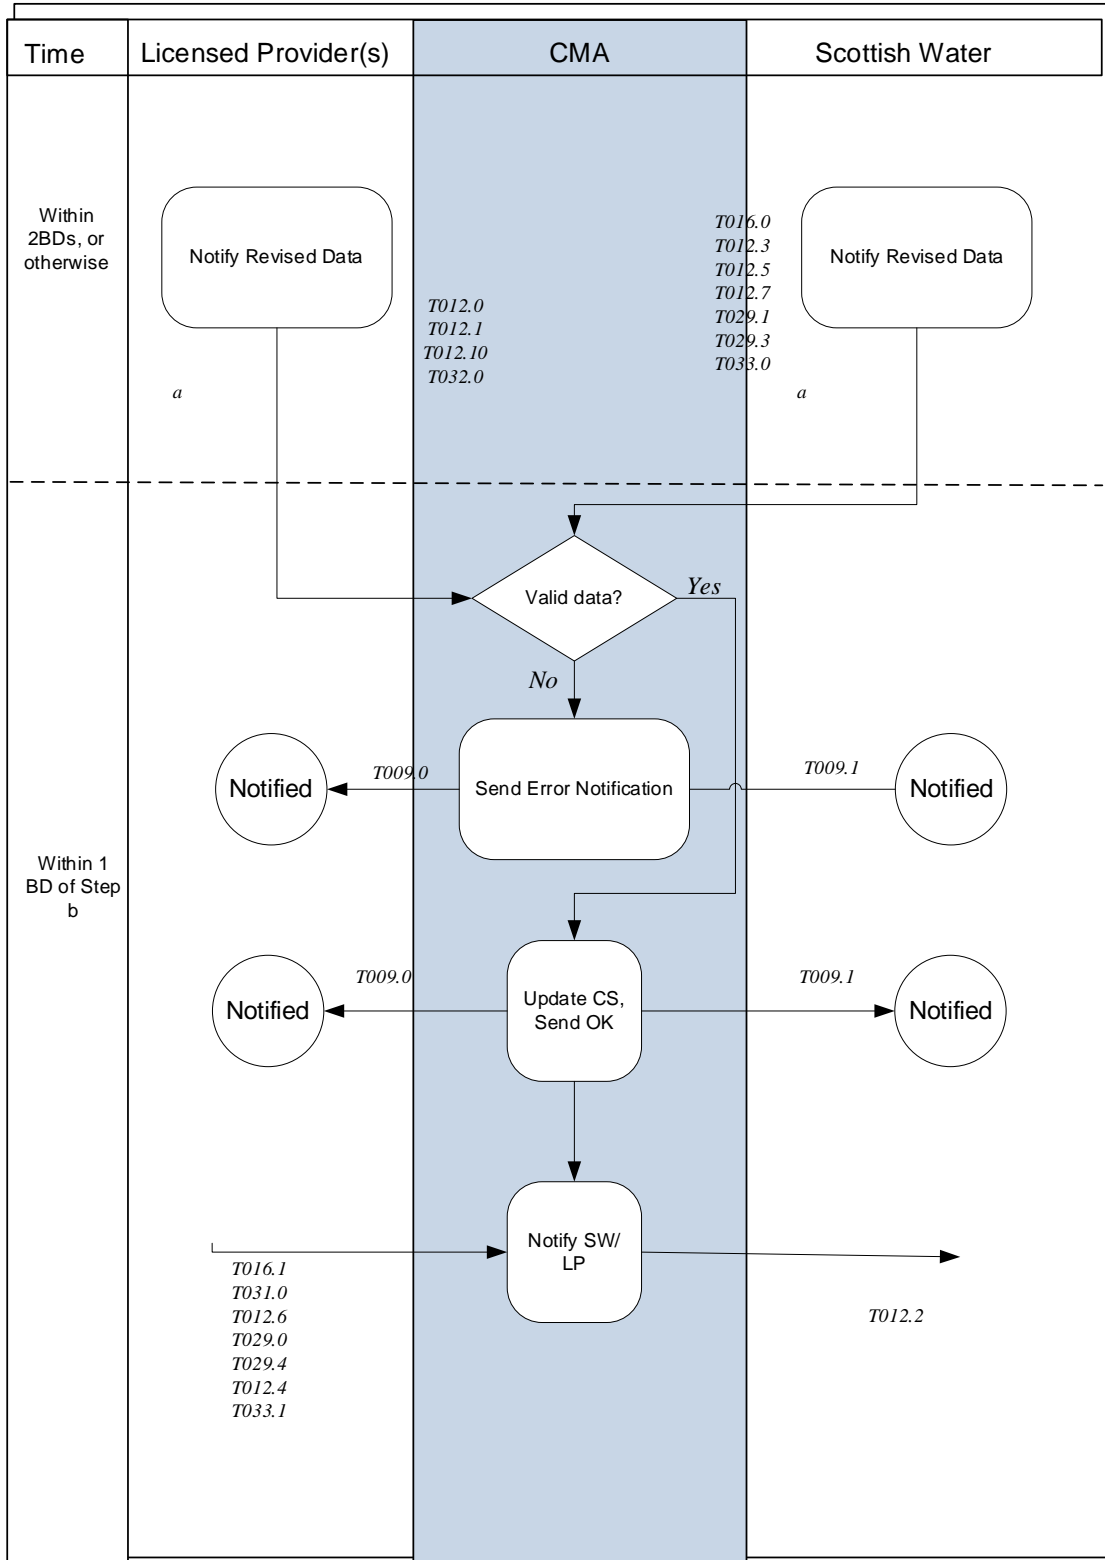 Time
Licensed Provider(s)
CMA
Scottish Water
Within
2BDs, or
otherwise
Notify Revised Data
T012.0
T012.1
T012.10
T032.0
T016.0
T012.3
T012.5
T012.7
T029.1
T029.3
T033.0
Notify Revised Data
a
a
Valid data?
Yes
No
Notified
T009.0
Send Error Notification
T009.1
Notified
Within 1
BD of Step
b
Notified
T009.0
Update CS,
Send OK
T009.1
Notified
Notify SW/
LP
T016.1
T031.0
T012.6
T029.0
T029.4
T012.4
T033.1
T012.2